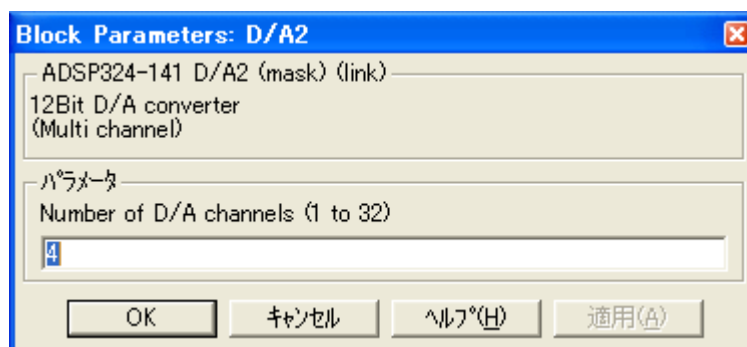 Block Parameters: D/A2
ADSP324-141 D/A2 (mask) (link)
12Bit D/A converter
(Multi channel)
パラメータ
Number of D/A channels (1 to 32)
4
OK キャンセル ヘルプ(H) 適用(A)